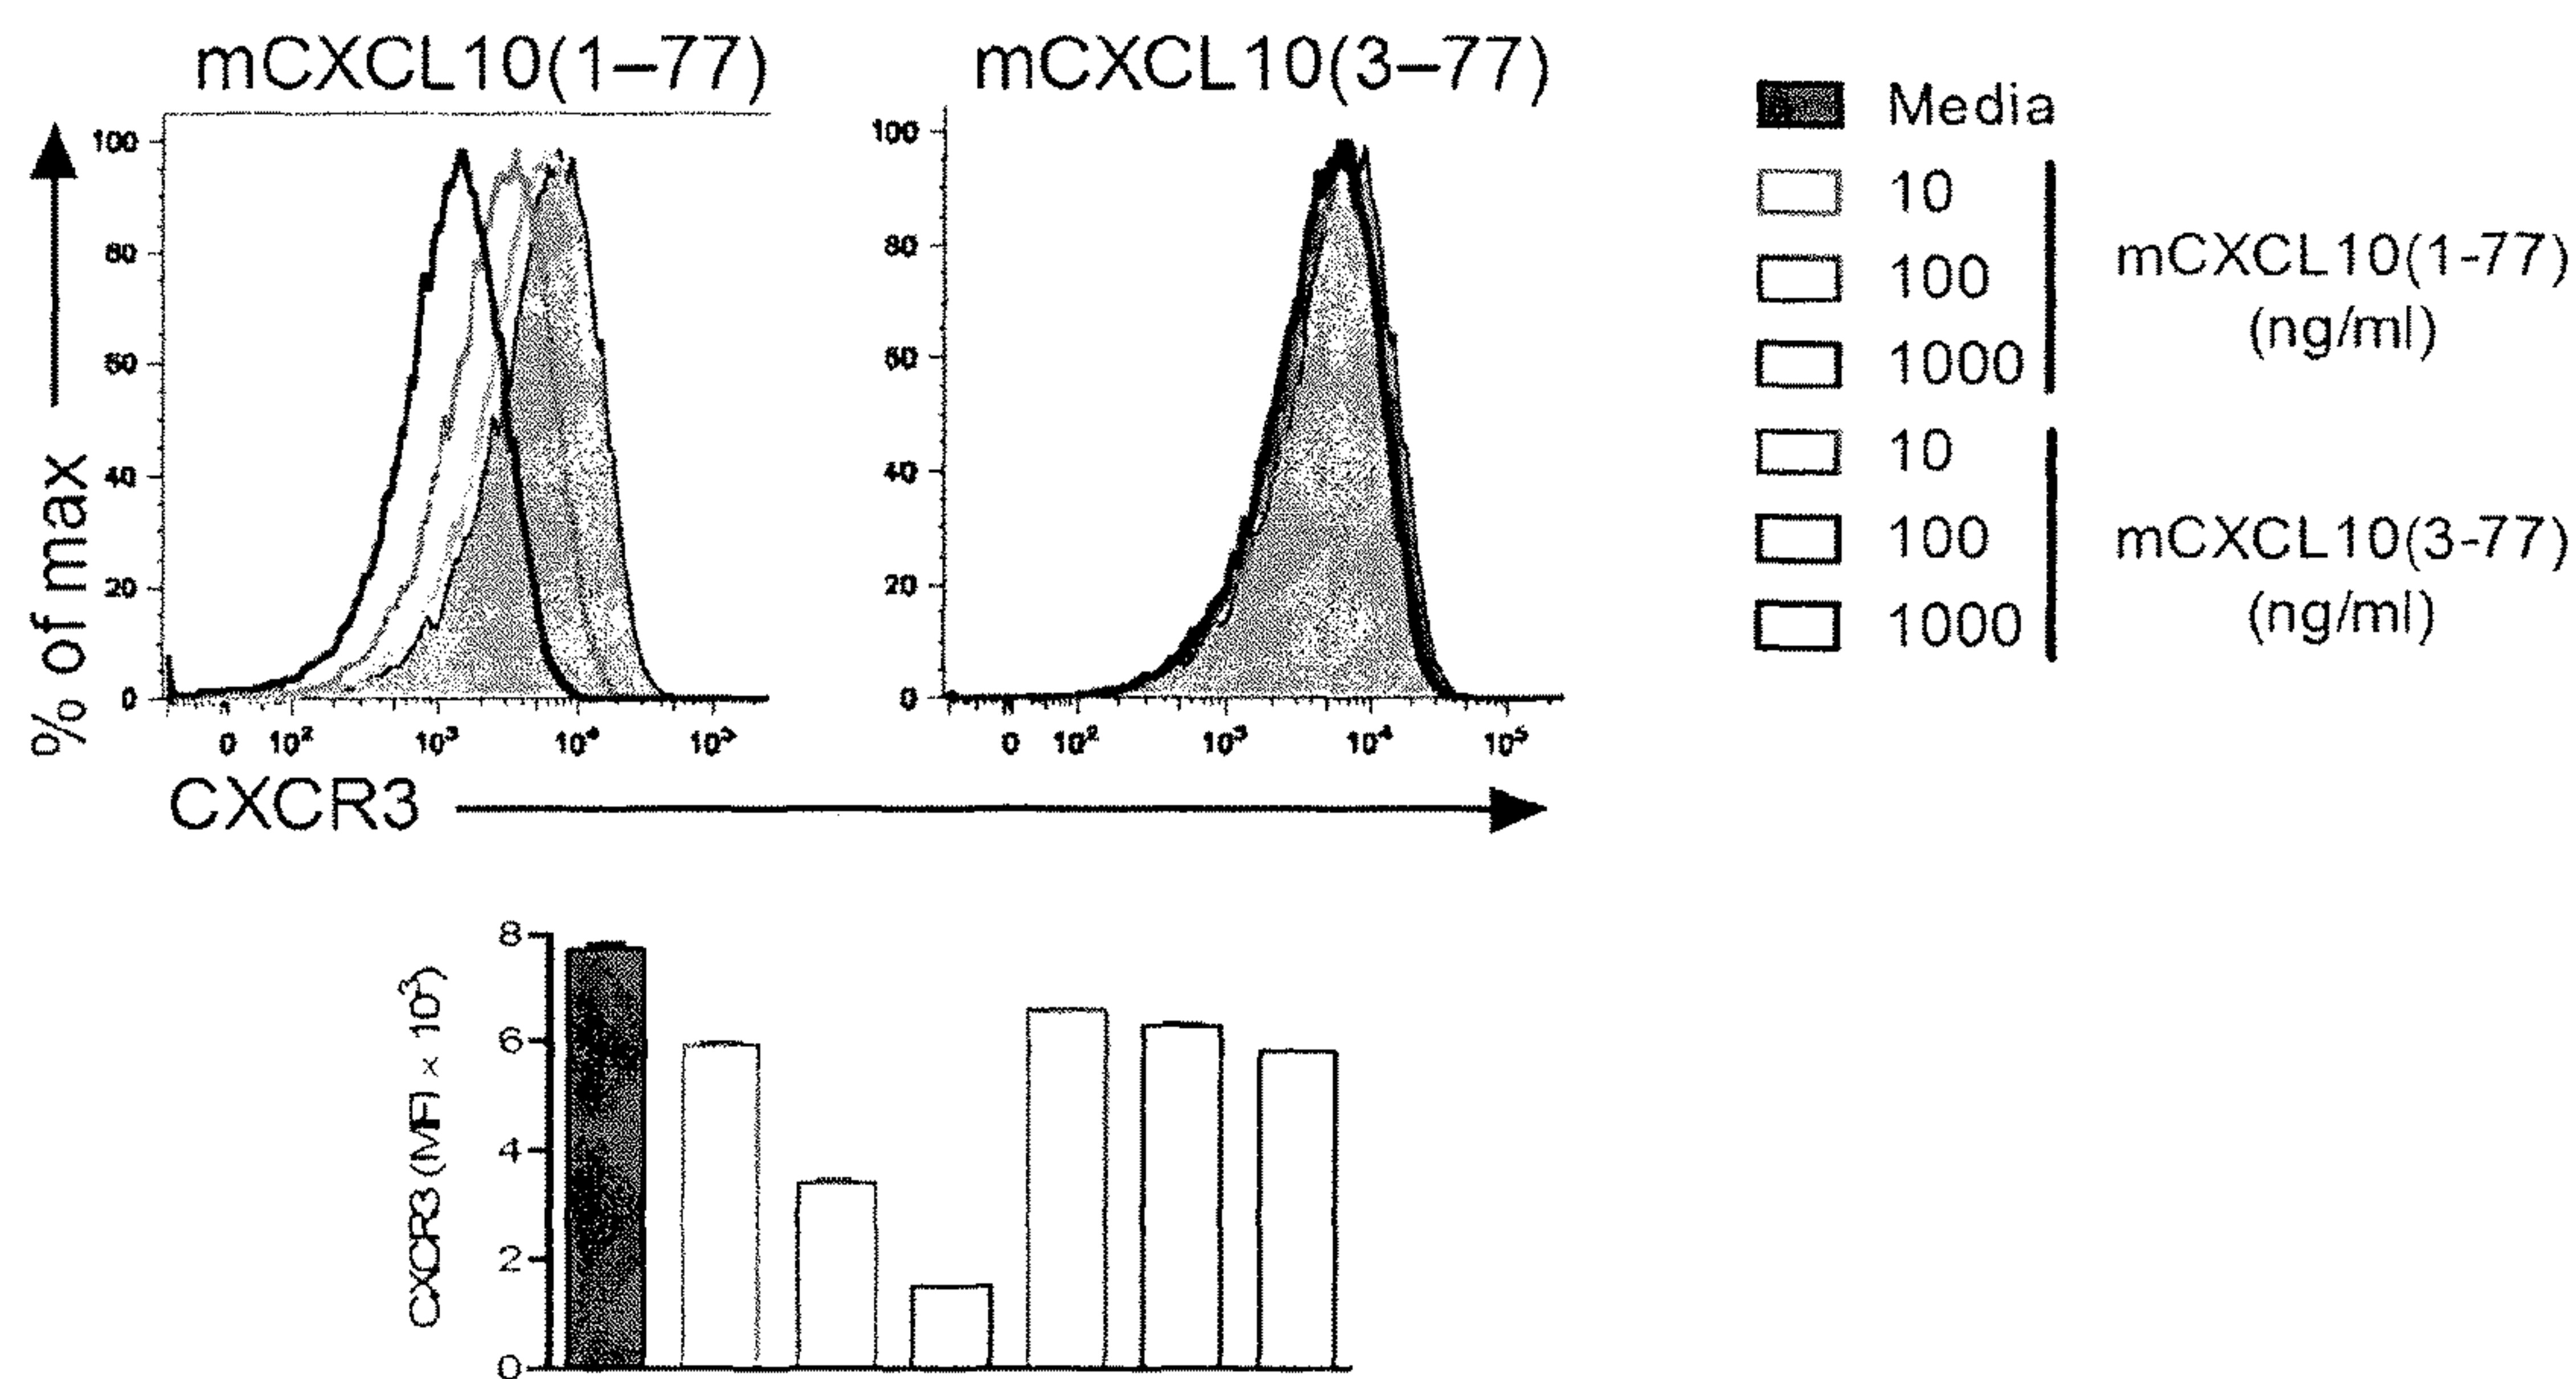 mCXCL10(1–77)
mCXCL10(3–77)
% of max
100
80
60
40
20
0
0 10² 10³ 10⁴ 10⁵
100
80
60
40
20
0
0 10² 10³ 10⁴ 10⁵
CXCR3
Media
10
100
1000
mCXCL10(1-77)
(ng/ml)
10
100
1000
mCXCL10(3-77)
(ng/ml)
CXCR3 (MFI × 10³)
8
6
4
2
0